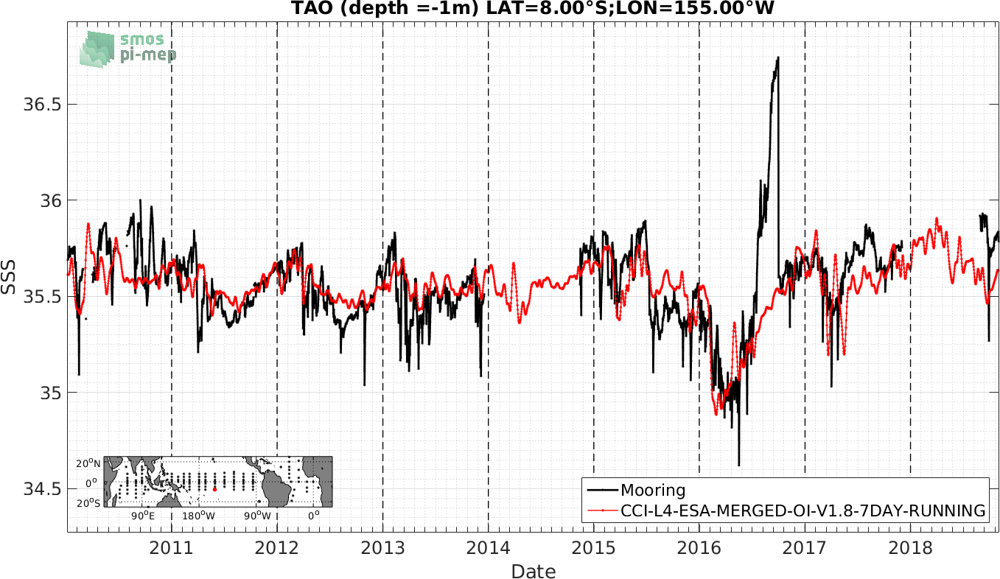 TAO (depth =-1m) LAT=8.00°S;LON=155.00°W
smos
pi-mep
36.5
36
35.5
35
34.5
SSS
20°N
0°
20°S
90°E 180°W 90°W 0°
Mooring
CCI-L4-ESA-MERGED-OI-V1.8-7DAY-RUNNING
2011 2012 2013 2014 2015 2016 2017 2018
Date